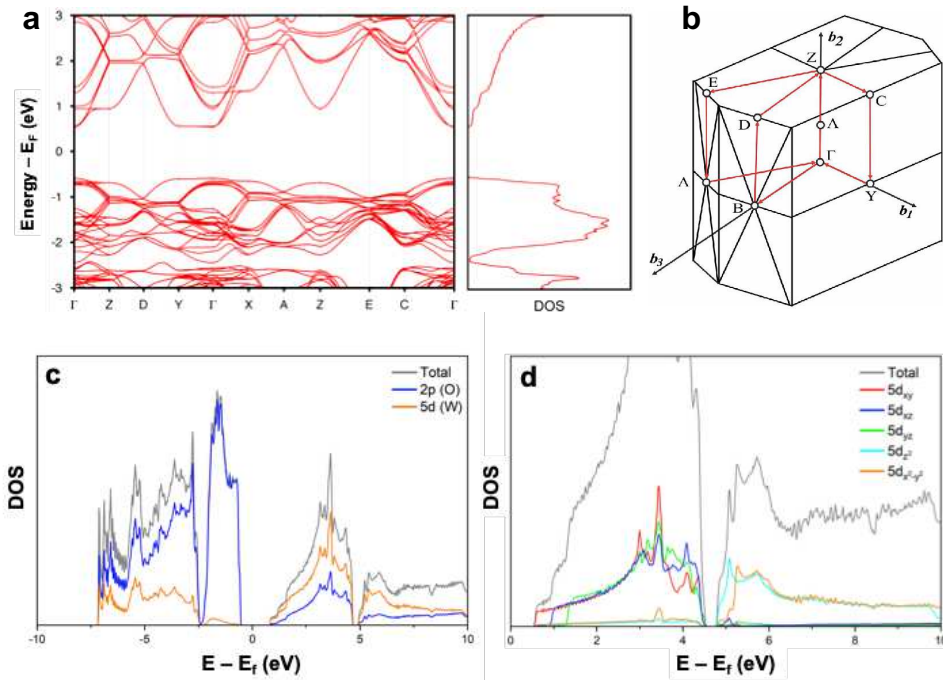 a
3
2
1
0
-1
-2
-3
Energy – E_F (eV)
Γ Z D Y Γ X A Z E C Γ
DOS
b
b2
Z
E
C
D
Λ
Γ
A
B
Y
b1
b3
c
Total
2p (O)
5d (W)
DOS
-10 -5 0 5 10
E – E_f (eV)
d
Total
5d_xy
5d_xz
5d_yz
5d_z²
5d_x²-y²
DOS
0 2 4 6 8 10
E – E_f (eV)